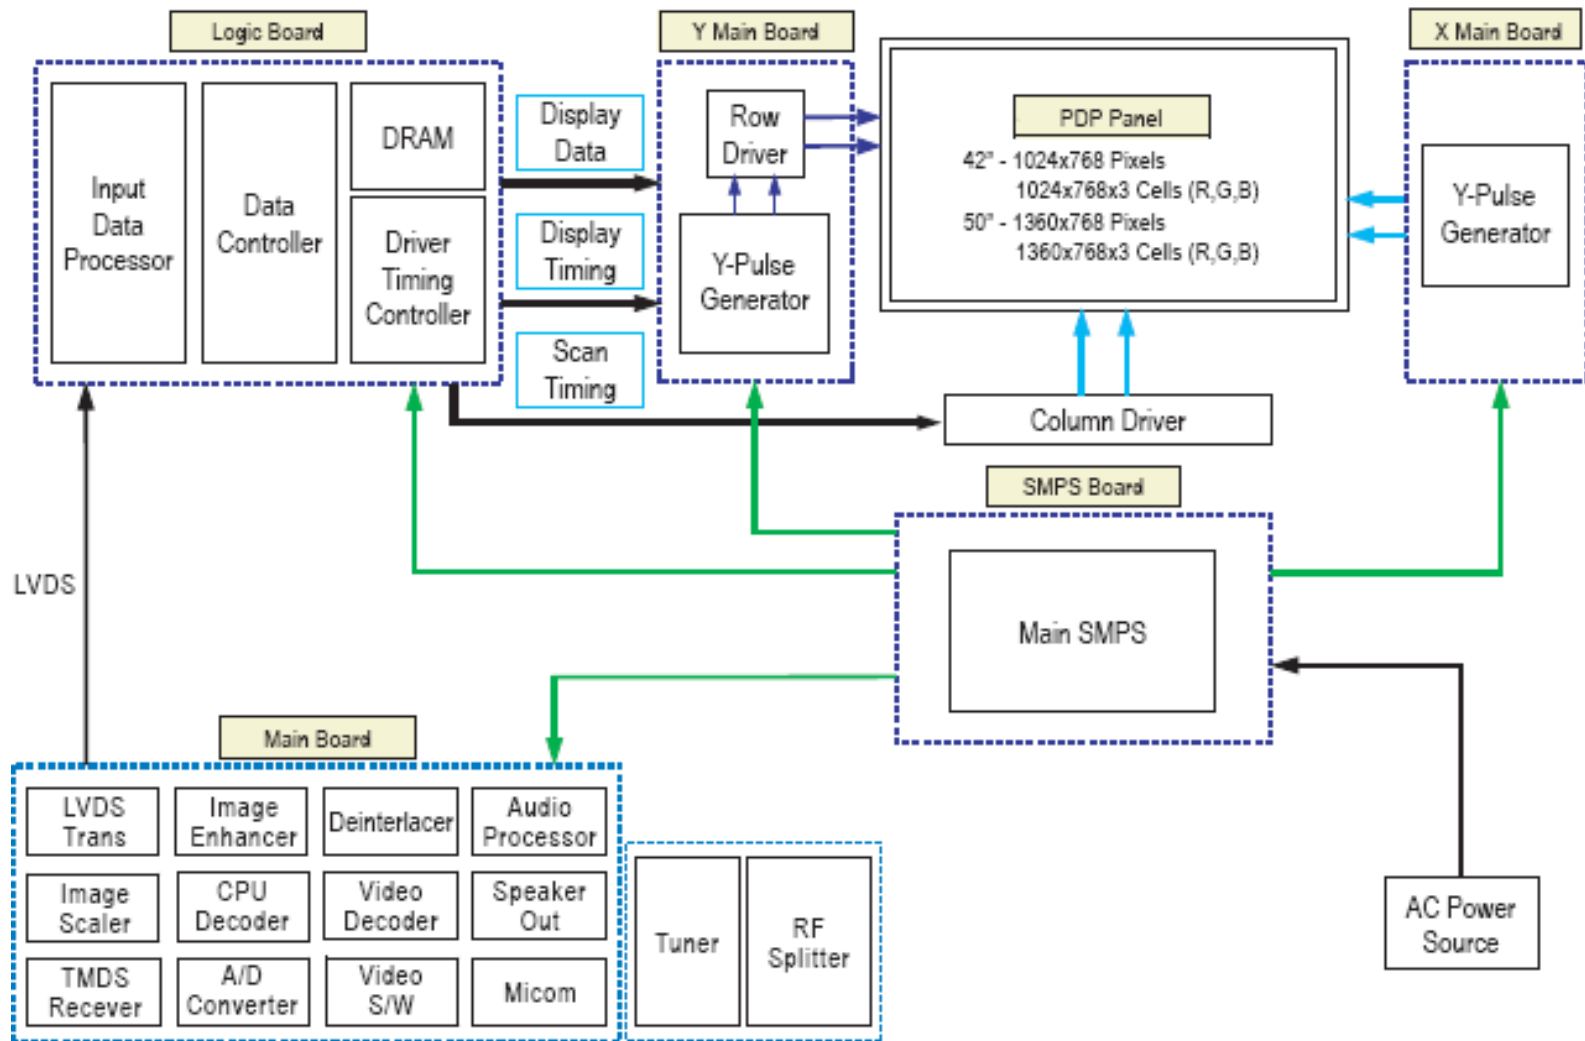 Logic Board
Input
Data
Processor
Data
Controller
DRAM
Driver
Timing
Controller
Display
Data
Display
Timing
Scan
Timing
Y Main Board
Row
Driver
Y-Pulse
Generator
PDP Panel
42" - 1024x768 Pixels
1024x768x3 Cells (R,G,B)
50" - 1360x768 Pixels
1360x768x3 Cells (R,G,B)
X Main Board
Y-Pulse
Generator
Column Driver
SMPS Board
Main SMPS
LVDS
Main Board
LVDS
Trans
Image
Enhancer
Deinterlacer
Audio
Processor
Image
Scaler
CPU
Decoder
Video
Decoder
Speaker
Out
TMDS
Recever
A/D
Converter
Video
S/W
Micom
Tuner
RF
Splitter
AC Power
Source